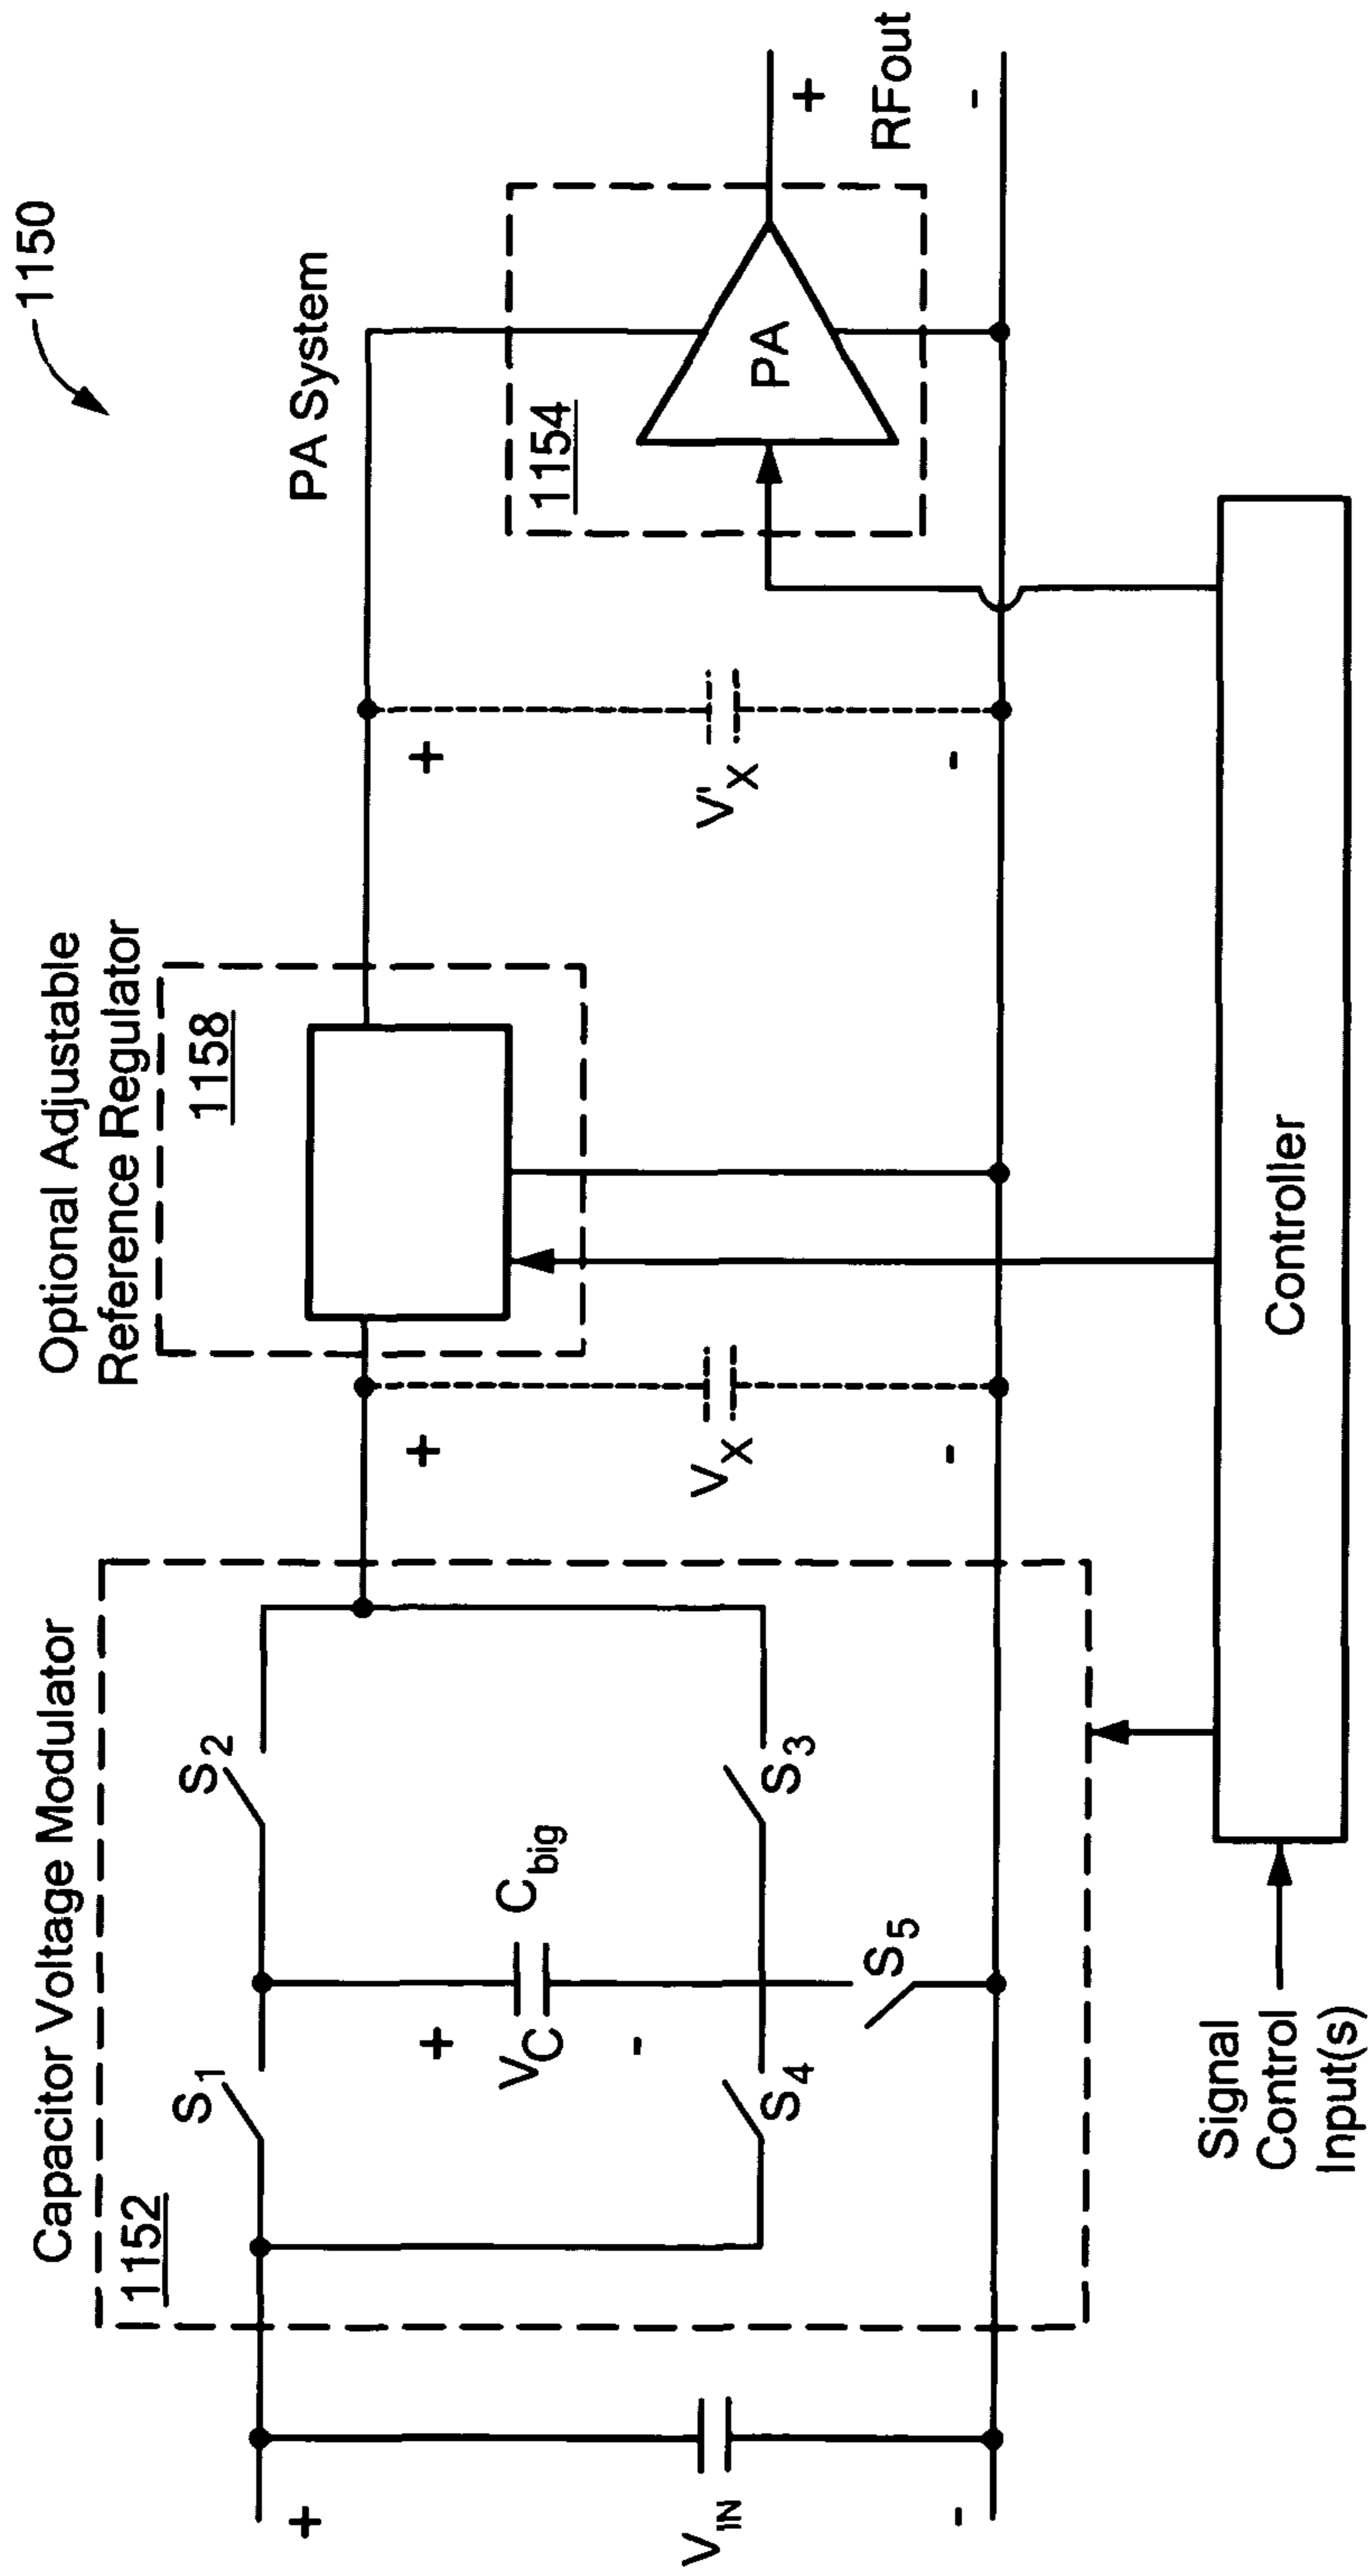 1150
Capacitor Voltage Modulator
1152
Optional Adjustable
Reference Regulator
1158
PA System
1154
PA
+
RFout
-
S1
S2
S3
S4
S5
+
VC
-
Cbig
+
VIN
-
+
VX
-
+
V'X
-
Signal
Control
Input(s)
Controller